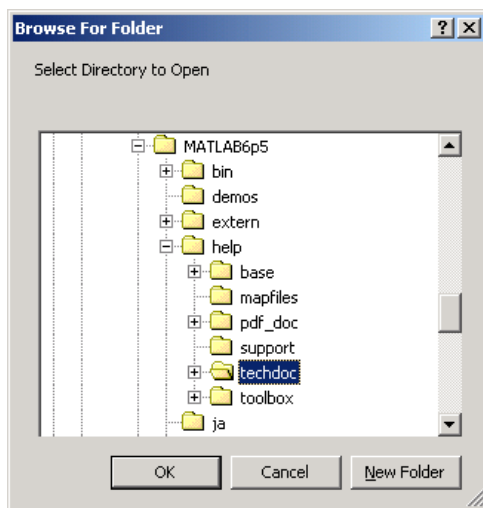 Browse For Folder
Select Directory to Open
MATLAB6p5
bin
demos
extern
help
base
mapfiles
pdf_doc
support
techdoc
toolbox
ja
OK Cancel New Folder